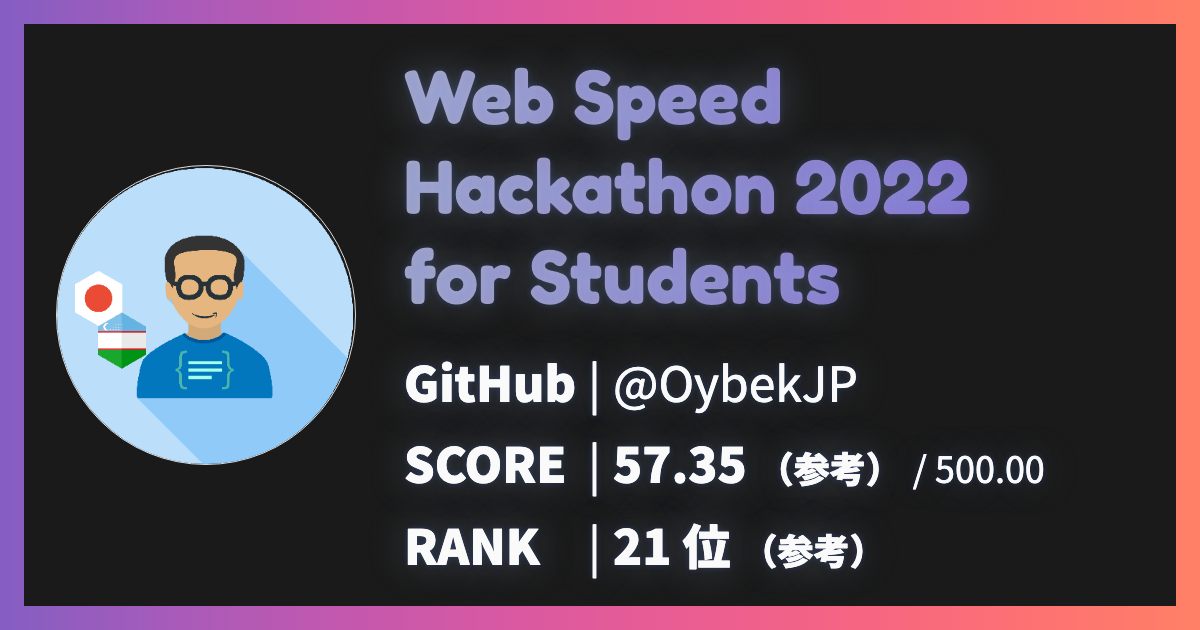 Web Speed
Hackathon 2022
for Students
GitHub | @OybekJP
SCORE | 57.35 （参考） / 500.00
RANK | 21 位 （参考）